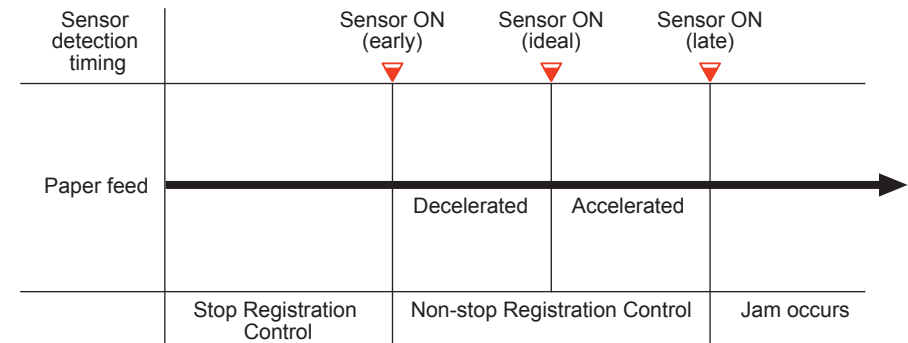 Sensor
detection
timing
Sensor ON
(early)
Sensor ON
(ideal)
Sensor ON
(late)
Paper feed
Decelerated
Accelerated
Stop Registration
Control
Non-stop Registration Control
Jam occurs